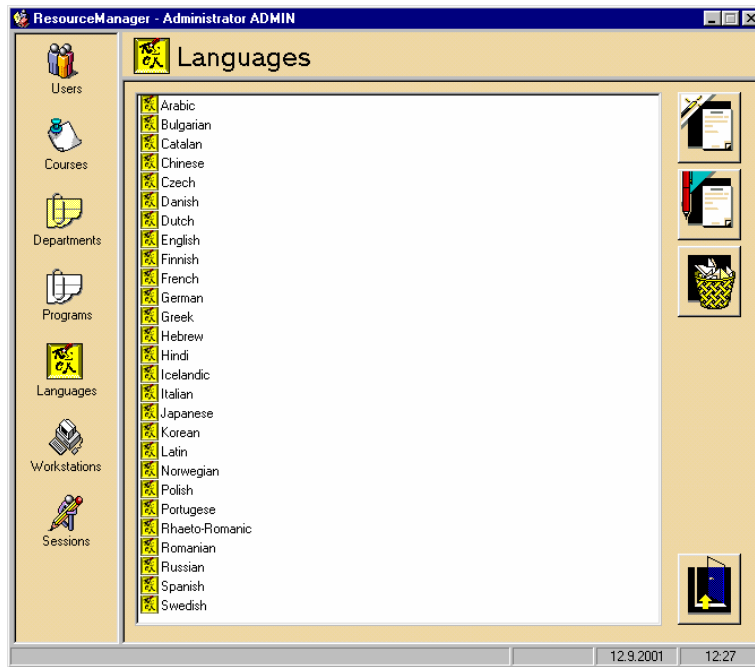 ResourceManager - Administrator ADMIN
Users
Courses
Departments
Programs
Languages
Workstations
Sessions
Languages
Arabic
Bulgarian
Catalan
Chinese
Czech
Danish
Dutch
English
Finnish
French
German
Greek
Hebrew
Hindi
Icelandic
Italian
Japanese
Korean
Latin
Norwegian
Polish
Portugese
Rhaeto-Romanic
Romanian
Russian
Spanish
Swedish
12.9.2001 12:27